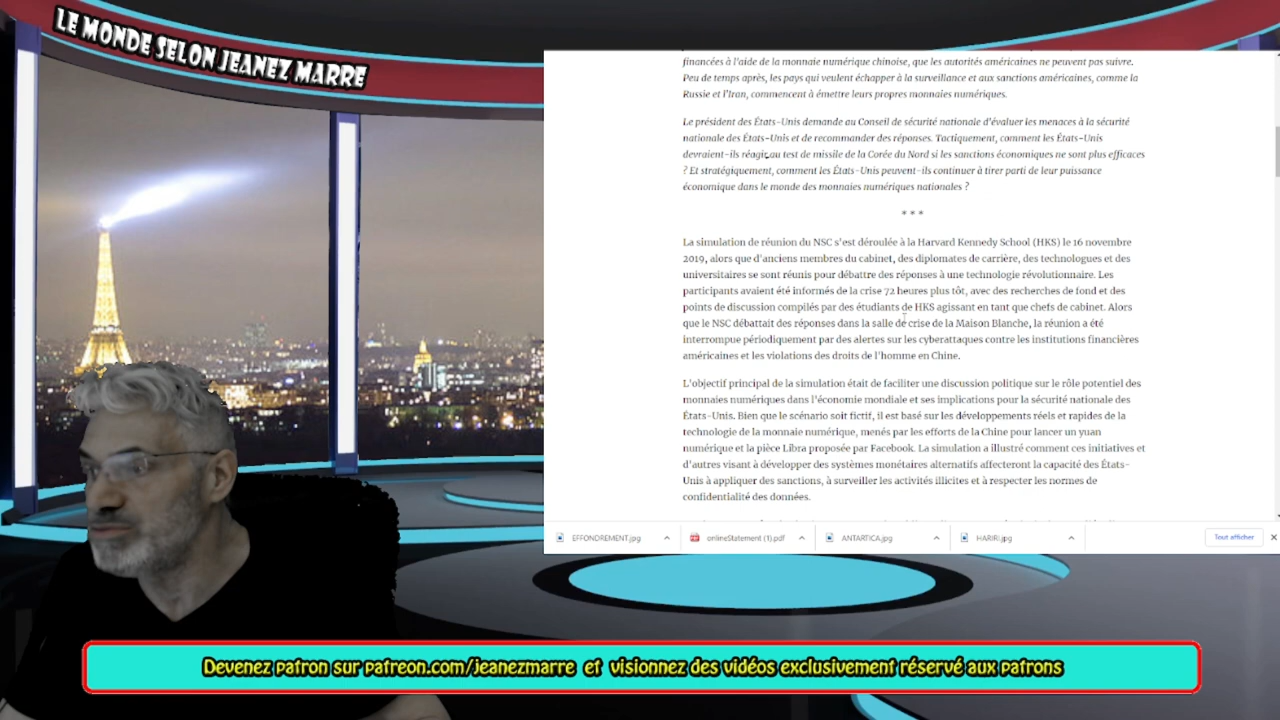 LE MONDE SELON JEANEZ MARRE
financées à l'aide de la monnaie numérique chinoise, que les autorités américaines ne peuvent pas suivre.
Peu de temps après, les pays qui veulent échapper à la surveillance et aux sanctions américaines, comme la
Russie et l'Iran, commencent à émettre leurs propres monnaies numériques.
Le président des États-Unis demande au Conseil de sécurité nationale d'évaluer les menaces à la sécurité
nationale des États-Unis et de recommander des réponses. Tactiquement, comment les États-Unis
devraient-ils réagir au test de missile de la Corée du Nord si les sanctions économiques ne sont plus efficaces
? Et stratégiquement, comment les États-Unis peuvent-ils continuer à tirer parti de leur puissance
économique dans le monde des monnaies numériques nationales ?
* * *
La simulation de réunion du NSC s'est déroulée à la Harvard Kennedy School (HKS) le 16 novembre
2019, alors que d'anciens membres du cabinet, des diplomates de carrière, des technologues et des
universitaires se sont réunis pour débattre des réponses à une technologie révolutionnaire. Les
participants avaient été informés de la crise 72 heures plus tôt, avec des recherches de fond et des
points de discussion compilés par des étudiants de HKS agissant en tant que chefs de cabinet. Alors
que le NSC débattait des réponses dans la salle de crise de la Maison Blanche, la réunion a été
interrompue périodiquement par des alertes sur les cyberattaques contre les institutions financières
américaines et les violations des droits de l'homme en Chine.
L'objectif principal de la simulation était de faciliter une discussion politique sur le rôle potentiel des
monnaies numériques dans l'économie mondiale et ses implications pour la sécurité nationale des
États-Unis. Bien que le scénario soit fictif, il est basé sur les développements réels et rapides de la
technologie de la monnaie numérique, menés par les efforts de la Chine pour lancer un yuan
numérique et la pièce Libra proposée par Facebook. La simulation a illustré comment ces initiatives et
d'autres visant à développer des systèmes monétaires alternatifs affecteront la capacité des États-
Unis à appliquer des sanctions, à surveiller les activités illicites et à respecter les normes de
confidentialité des données.
EFFONDREMENT.jpg
onlineStatement (1).pdf
ANTARTICA.jpg
HARIRI.jpg
Tout afficher
Devenez patron sur patreon.com/jeanezmarre et visionnez des vidéos exclusivement réservé aux patrons